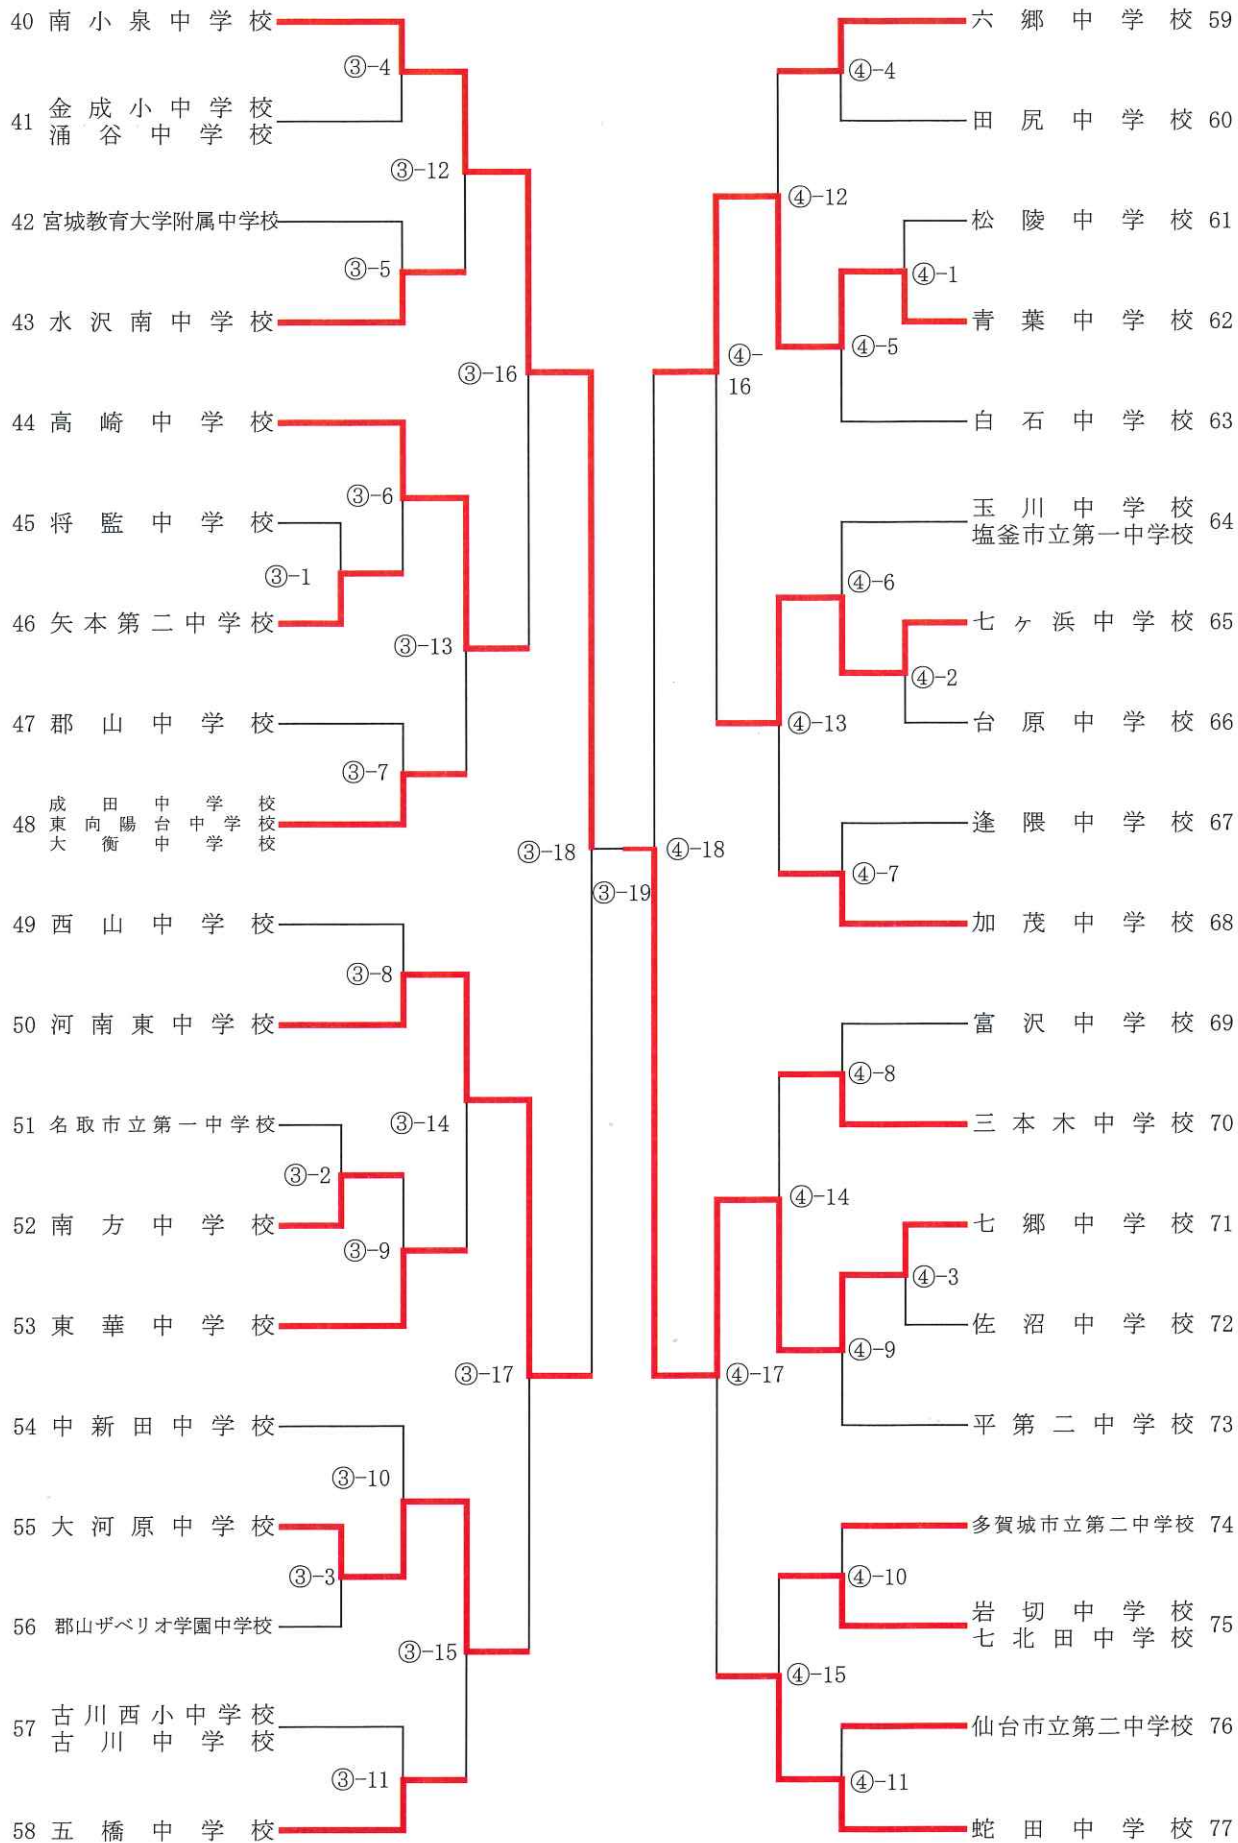 40 南小泉中学校
③-4
41 金成小中学校
涌谷中学校
③-12
42 宮城教育大学附属中学校
③-5
43 水沢南中学校
③-16
44 高崎中学校
③-6
45 将監中学校
③-1
46 矢本第二中学校
③-13
47 郡山中学校
③-7
48 成田中学校
東向陽台中学校
大衡中学校
③-18
③-19
49 西山中学校
③-8
50 河南東中学校
51 名取市立第一中学校
③-14
③-2
52 南方中学校
③-9
53 東華中学校
③-17
54 中新田中学校
③-10
55 大河原中学校
③-3
56 郡山ザベリオ学園中学校
③-15
57 古川西小中学校
古川中学校
③-11
58 五橋中学校
六郷中学校 59
④-4
田尻中学校 60
④-12
松陵中学校 61
④-1
青葉中学校 62
④-5
④-
16
白石中学校 63
玉川中学校
塩釜市立第一中学校 64
④-6
七ヶ浜中学校 65
④-2
台原中学校 66
④-13
逢隈中学校 67
④-18
④-7
加茂中学校 68
富沢中学校 69
④-8
三本木中学校 70
④-14
七郷中学校 71
④-3
佐沼中学校 72
④-9
④-17
平第二中学校 73
多賀城市立第二中学校 74
④-10
岩切中学校
七北田中学校 75
④-15
仙台市立第二中学校 76
④-11
蛇田中学校 77